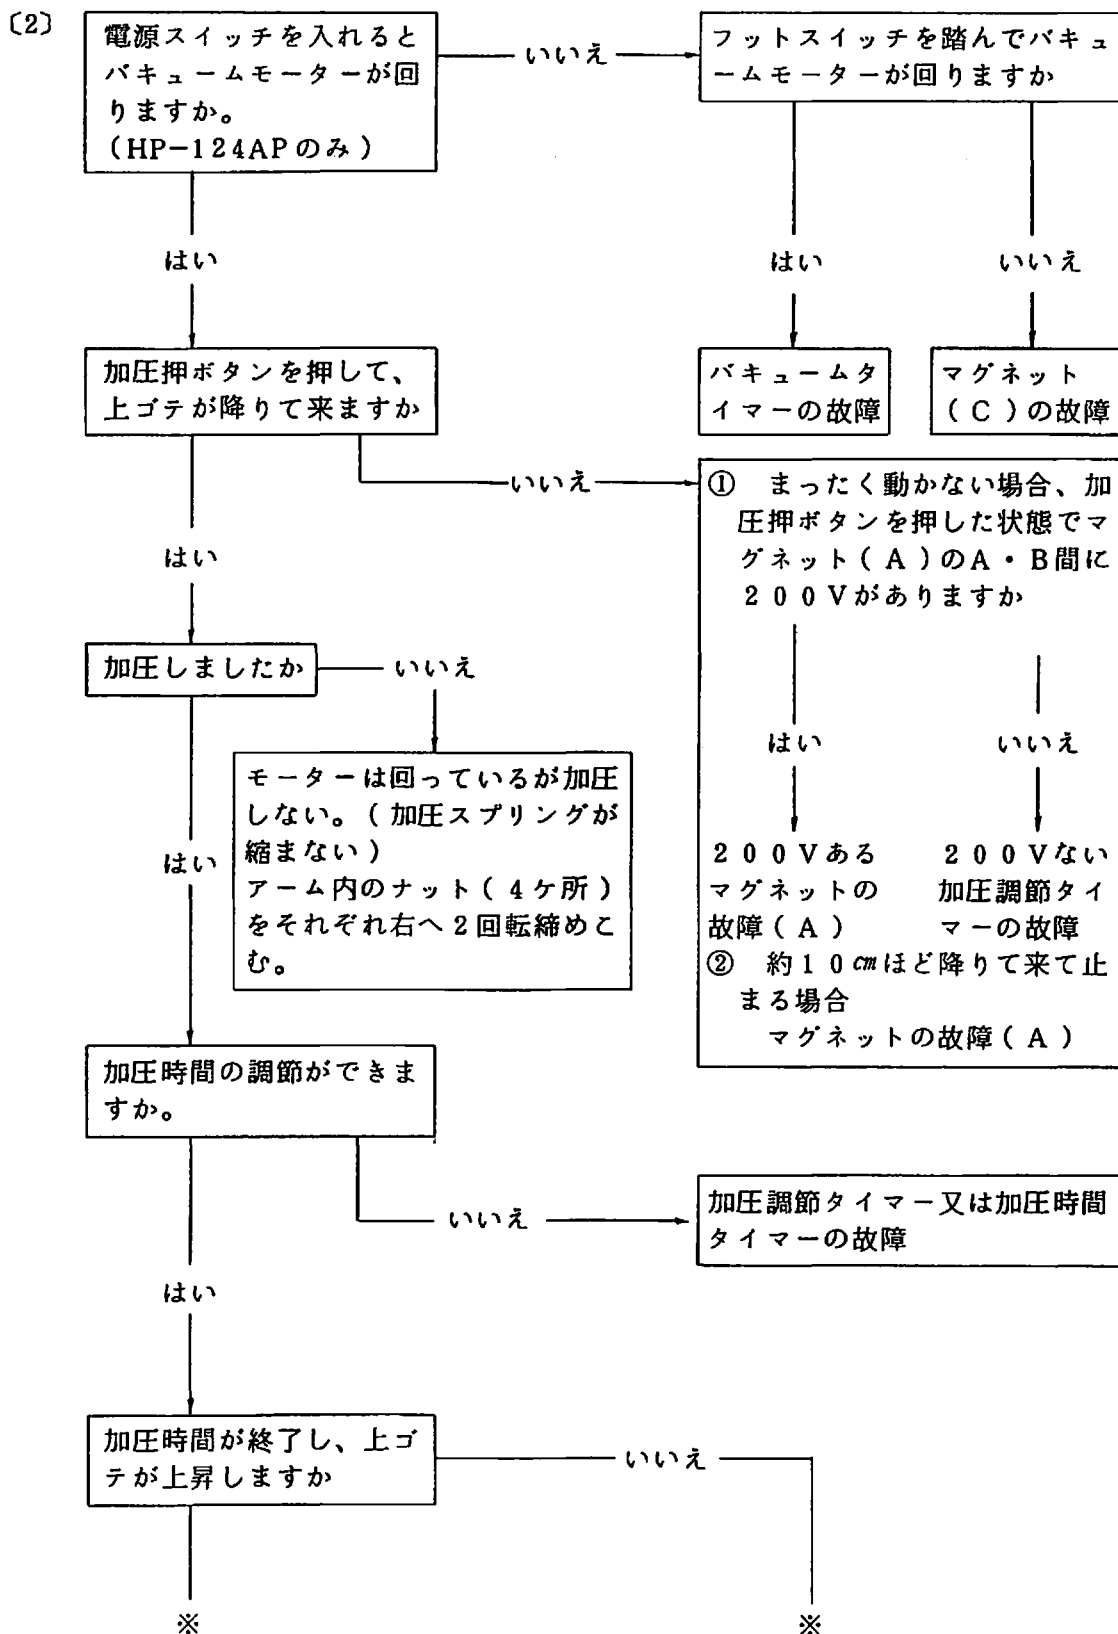 〔2〕
電源スイッチを入れると
バキュームモーターが回
りますか。
(HP-124APのみ)
いいえ
フットスイッチを踏んでバキュ
ームモーターが回りますか
はい
はい
いいえ
加圧押ボタンを押して、
上ゴテが降りて来ますか
バキュームタ
イマーの故障
マグネット
(C)の故障
いいえ
① まったく動かない場合、加
圧押ボタンを押した状態でマ
グネット(A)のA・B間に
200Vがありますか
はい
いいえ
200Vある
マグネットの
故障(A)
200Vない
加圧調節タイ
マーの故障
② 約10㎝ほど降りて来て止
まる場合
マグネットの故障(A)
はい
加圧しましたか
いいえ
モーターは回っているが加圧
しない。(加圧スプリングが
縮まない)
アーム内のナット(4ケ所)
をそれぞれ右へ2回転締めこ
む。
はい
加圧時間の調節ができま
すか。
いいえ
加圧調節タイマー又は加圧時間
タイマーの故障
はい
加圧時間が終了し、上ゴ
テが上昇しますか
いいえ
※
※